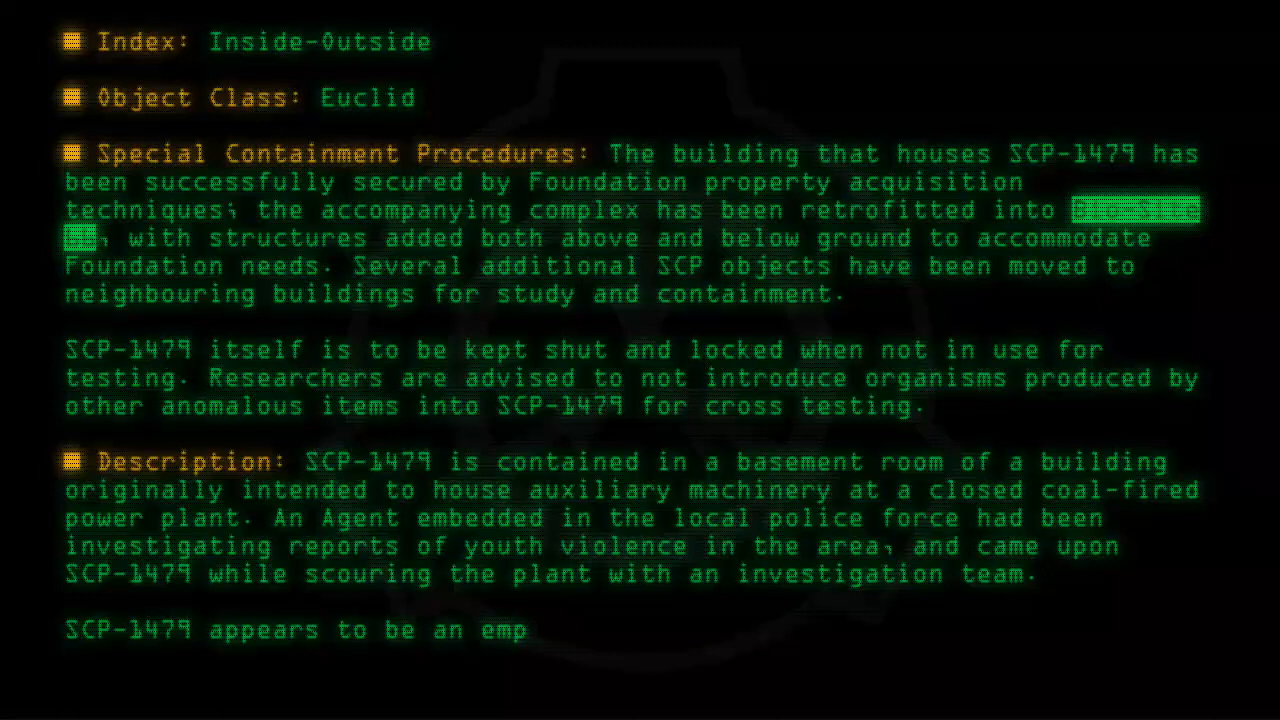 ■ Index: Inside-Outside
■ Object Class: Euclid
■ Special Containment Procedures: The building that houses SCP-1479 has
been successfully secured by Foundation property acquisition
techniques; the accompanying complex has been retrofitted into Bio Site
, with structures added both above and below ground to accommodate
Foundation needs. Several additional SCP objects have been moved to
neighbouring buildings for study and containment.
SCP-1479 itself is to be kept shut and locked when not in use for
testing. Researchers are advised to not introduce organisms produced by
other anomalous items into SCP-1479 for cross testing.
■ Description: SCP-1479 is contained in a basement room of a building
originally intended to house auxiliary machinery at a closed coal-fired
power plant. An Agent embedded in the local police force had been
investigating reports of youth violence in the area, and came upon
SCP-1479 while scouring the plant with an investigation team.
SCP-1479 appears to be an emp